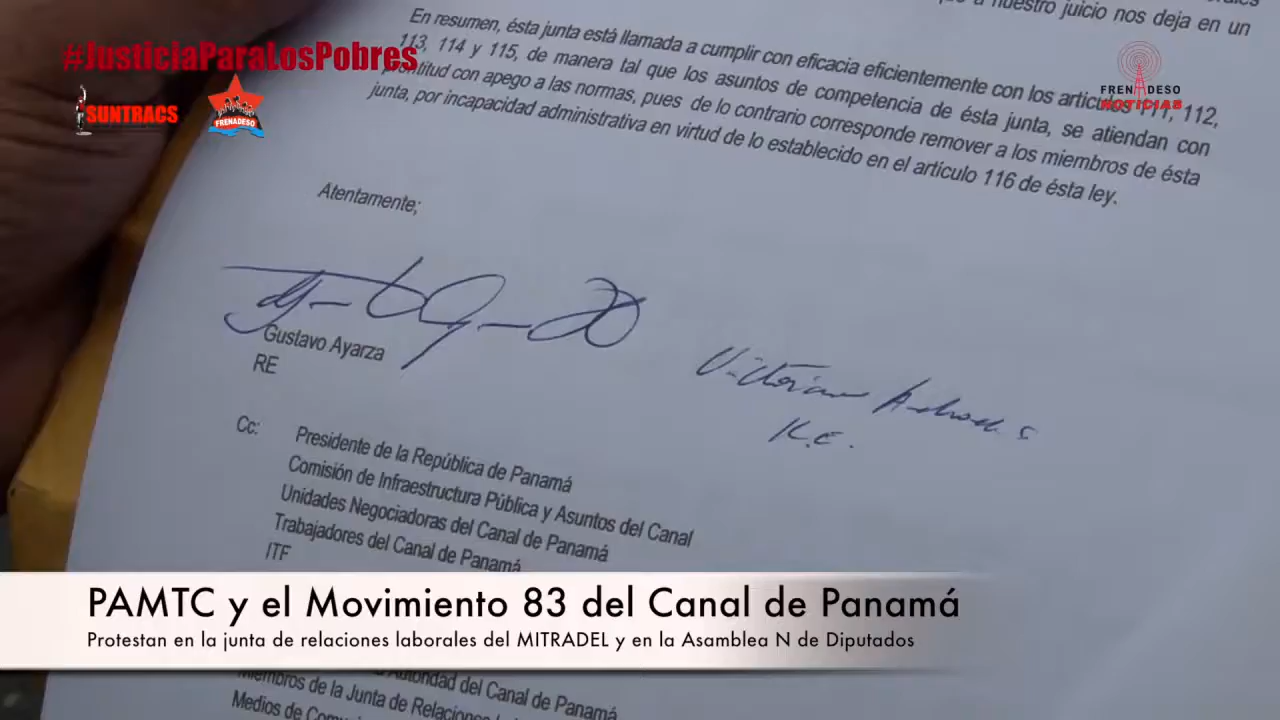 #JusticiaParaLosPobres
SUNTRACS
FRENADESO
FRENADESO
NOTICIAS
a nuestro juicio nos deja en un
En resumen, ésta junta está llamada a cumplir con eficacia eficientemente con los artículos 111, 112,
113, 114 y 115, de manera tal que los asuntos de competencia de ésta junta, se atiendan con
prontitud con apego a las normas, pues de lo contrario corresponde remover a los miembros de ésta
junta, por incapacidad administrativa en virtud de lo establecido en el artículo 116 de ésta ley.
Atentamente;
Gustavo Ayarza
RE
Cc:
Presidente de la República de Panamá
Comisión de Infraestructura Pública y Asuntos del Canal
Unidades Negociadoras del Canal de Panamá
Trabajadores del Canal de Panamá
ITF
PAMTC y el Movimiento 83 del Canal de Panamá
Protestan en la junta de relaciones laborales del MITRADEL y en la Asamblea N de Diputados
Autoridad del Canal de Panamá
Miembros de la Junta de Relaciones
Medios de